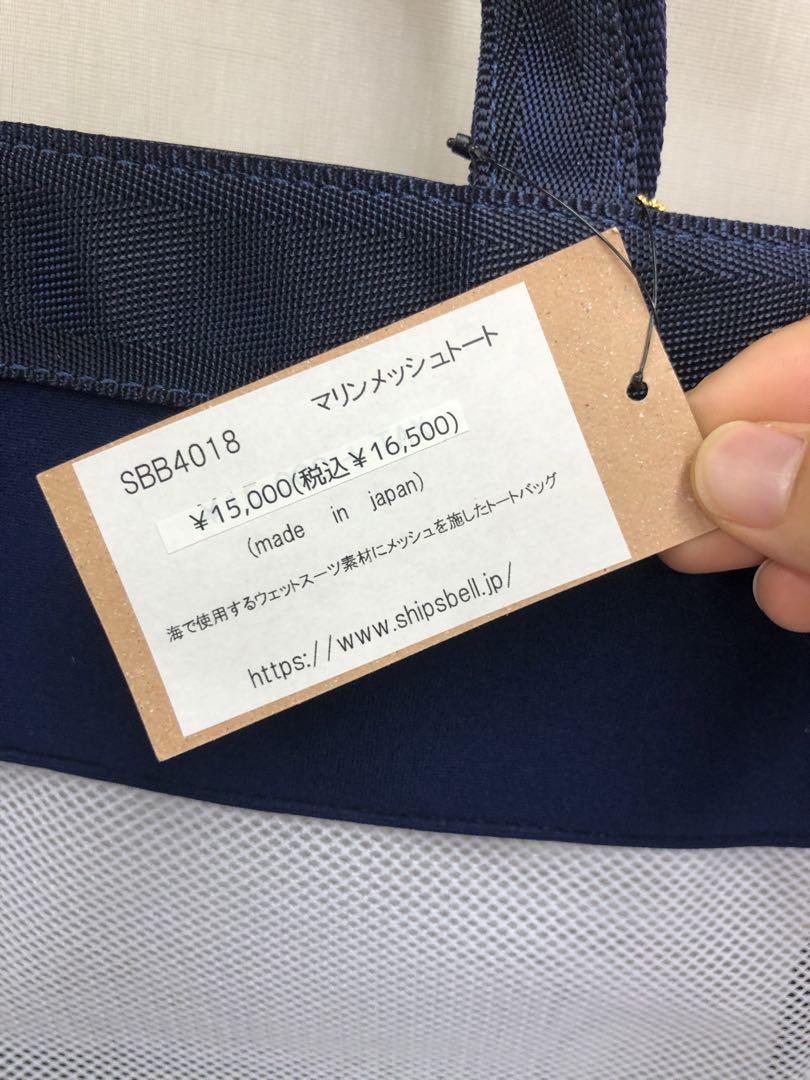 SBB4018 マリンメッシュトート
￥15,000(税込￥16,500)
(made in japan)
海で使用するウェットスーツ素材にメッシュを施したトートバッグ
https://www.shipsbell.jp/